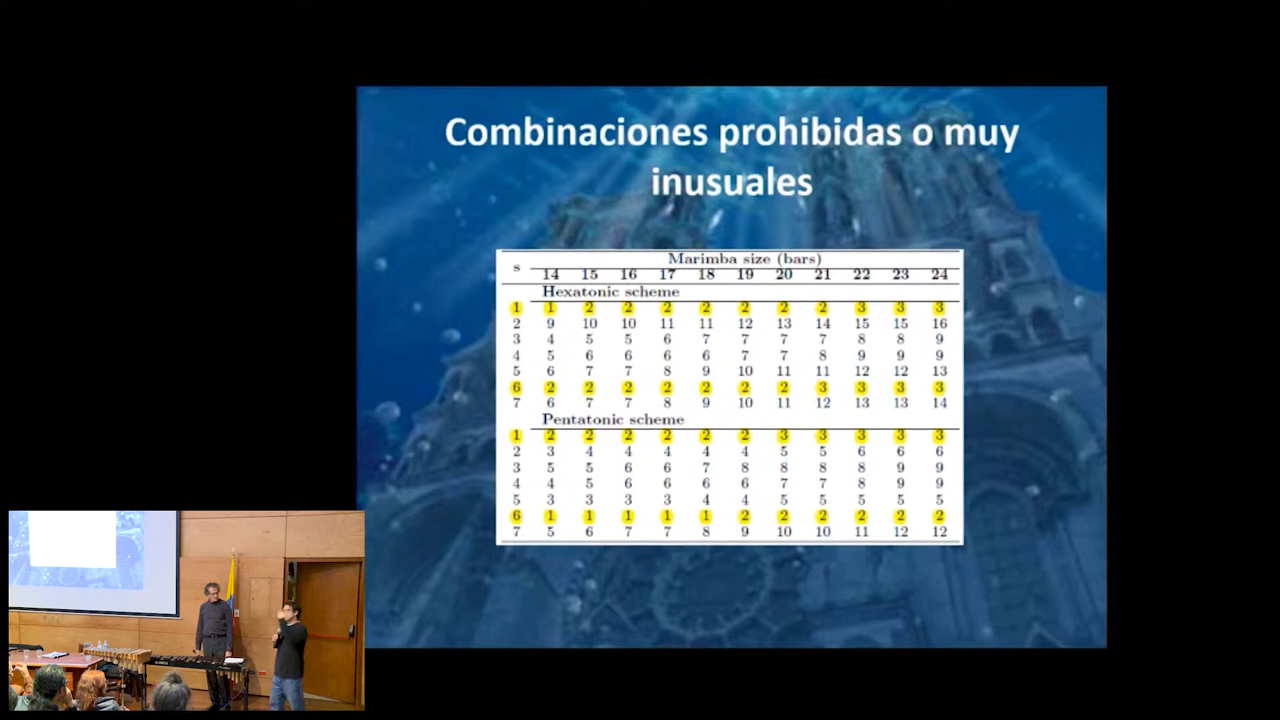 Combinaciones prohibidas o muy
inusuales
s Marimba size (bars)
14 15 16 17 18 19 20 21 22 23 24
Hexatonic scheme
1 1 2 2 2 2 2 2 2 3 3 3
2 9 10 10 11 11 12 13 14 15 15 16
3 4 5 5 6 7 7 7 7 8 8 9
4 5 6 6 6 6 7 7 8 9 9 9
5 6 7 7 8 9 10 11 11 12 12 13
6 2 2 2 2 2 2 2 3 3 3 3
7 6 7 7 8 9 10 11 12 13 13 14
Pentatonic scheme
1 2 2 2 2 2 2 3 3 3 3 3
2 3 4 4 4 4 4 5 5 6 6 6
3 5 5 6 6 7 8 8 8 8 9 9
4 4 5 6 6 6 6 7 7 8 9 9
5 3 3 3 3 4 4 5 5 5 5 5
6 1 1 1 1 1 2 2 2 2 2 2
7 5 6 7 7 8 9 10 10 11 12 12